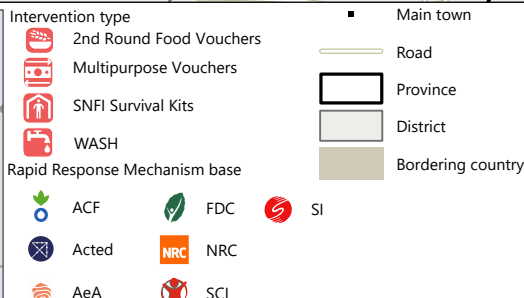 Intervention type
2nd Round Food Vouchers
Multipurpose Vouchers
SNFI Survival Kits
WASH
Rapid Response Mechanism base
ACF
FDC
SI
Acted
NRC NRC
AeA
SCI
Main town
Road
Province
District
Bordering country